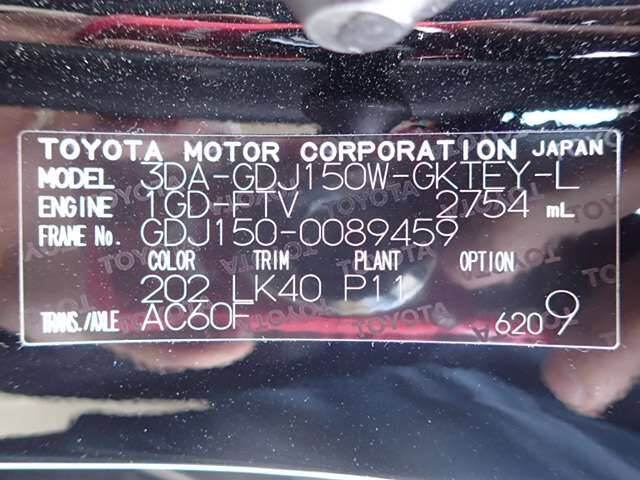 TOYOTA MOTOR CORPORATION JAPAN
MODEL 3DA-GDJ150W-GKTEY-L
ENGINE 1GD-FTV 2754 mL
FRAME No. GDJ150-0089459
COLOR TRIM PLANT OPTION
202 LK40 P11
TRANS./AXLE AC60F 6209